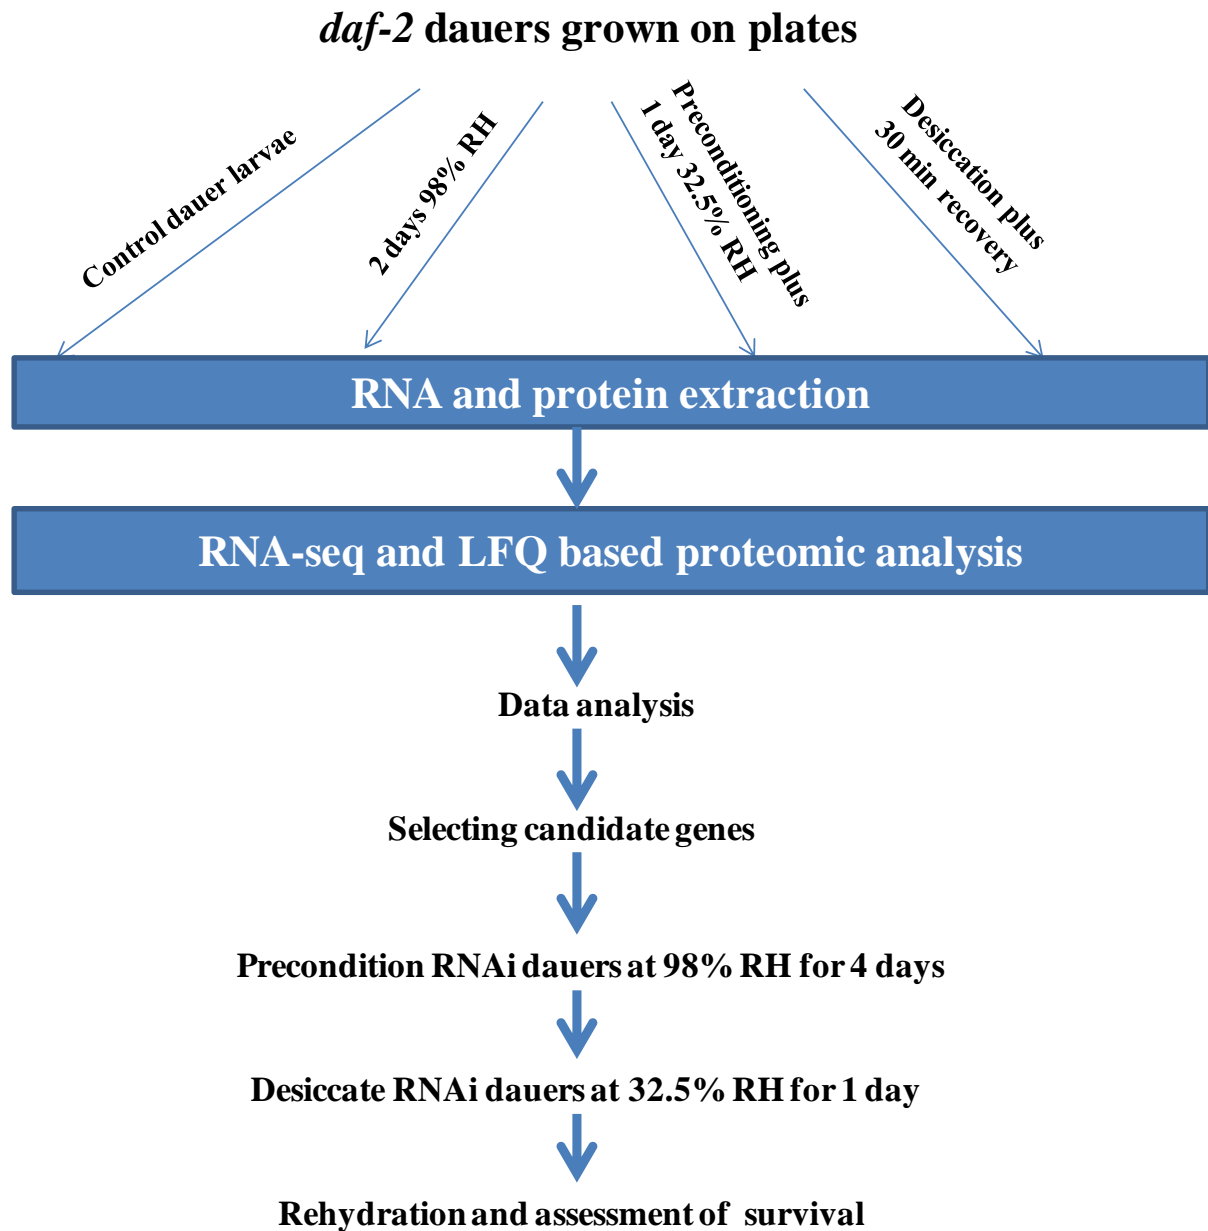 daf-2 dauers grown on plates
Control dauer larvae
2 days 98% RH
Preconditioning plus
1 day 32.5% RH
Desiccation plus
30 min recovery
RNA and protein extraction
RNA-seq and LFQ based proteomic analysis
Data analysis
Selecting candidate genes
Precondition RNAi dauers at 98% RH for 4 days
Desiccate RNAi dauers at 32.5% RH for 1 day
Rehydration and assessment of survival